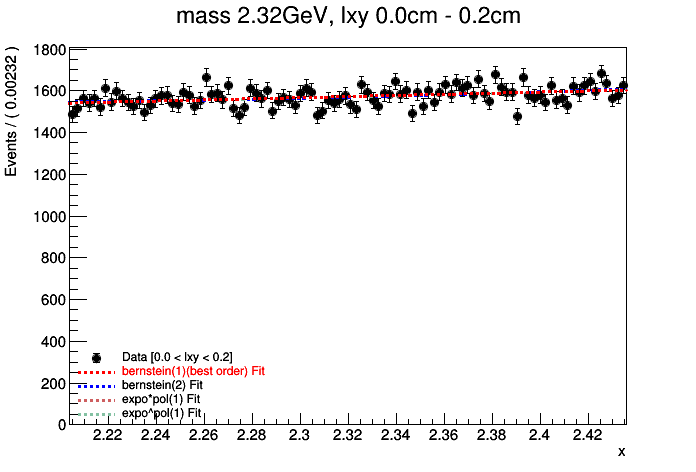 mass 2.32GeV, lxy 0.0cm - 0.2cm
Events / ( 0.00232 )
1800
1600
1400
1200
1000
800
600
400
200
0
Data [0.0 < lxy < 0.2]
bernstein(1)(best order) Fit
bernstein(2) Fit
expo*pol(1) Fit
expo^pol(1) Fit
2.22 2.24 2.26 2.28 2.3 2.32 2.34 2.36 2.38 2.4 2.42
x